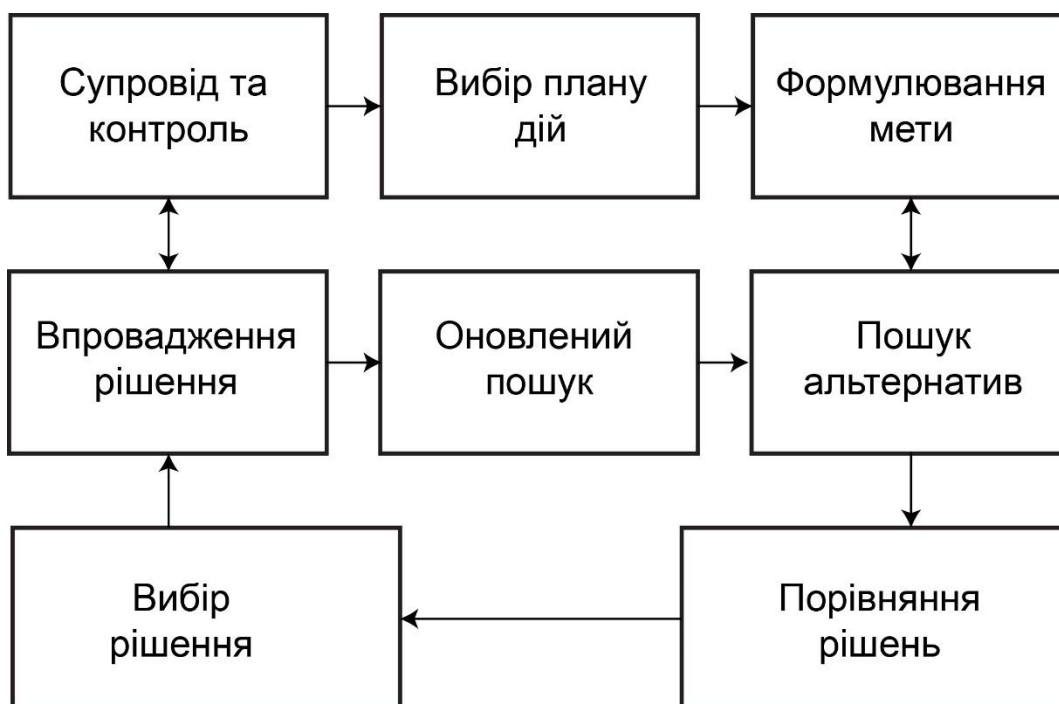 Супровід та
контроль
Вибір плану
дій
Формулювання
мети
Впровадження
рішення
Оновлений
пошук
Пошук
альтернатив
Вибір
рішення
Порівняння
рішень